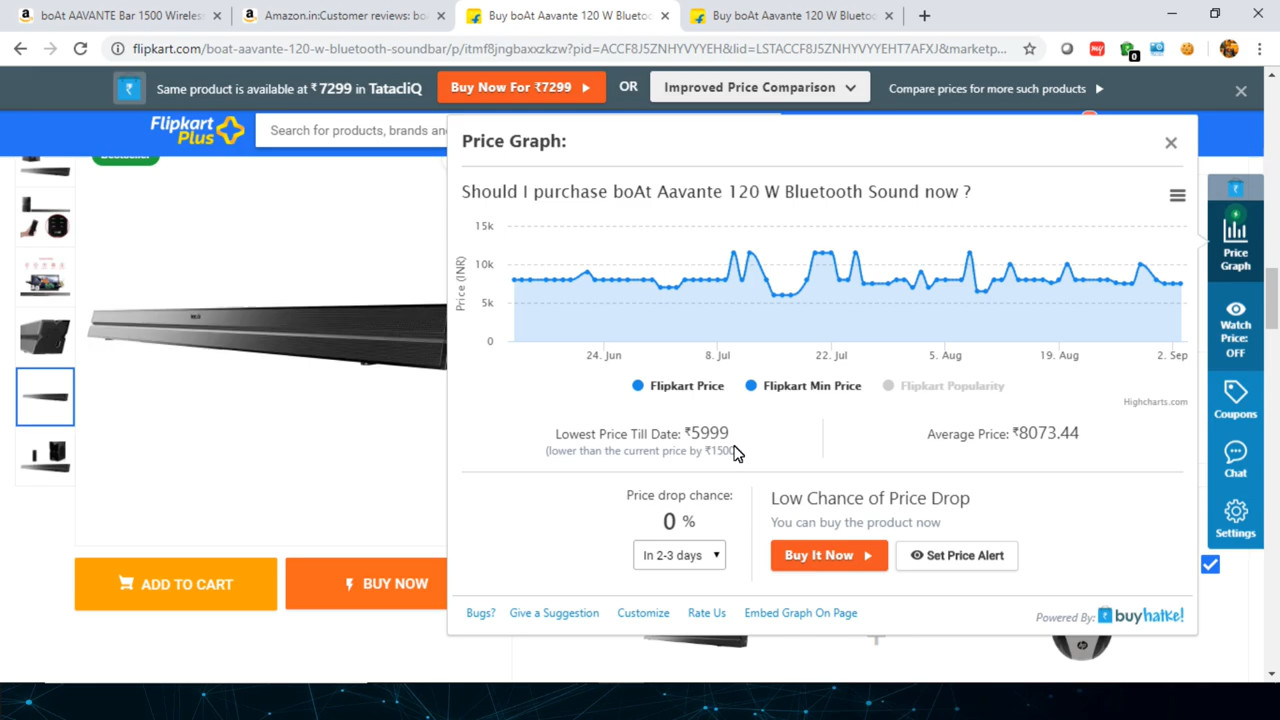 boAt AAVANTE Bar 1500 Wireless
Amazon.in:Customer reviews: bo
Buy boAt Aavante 120 W Bluetoo
Buy boAt Aavante 120 W Bluetoo
flipkart.com/boat-aavante-120-w-bluetooth-soundbar/p/itmf8jngbaxxzkzw?pid=ACCF8J5ZNHYVYYEH&lid=LSTACCF8J5ZNHYVYYEHT7AFXJ&marketp...
0
Same product is available at ₹ 7299 in TatacliQ
Buy Now For ₹7299
OR
Improved Price Comparison
Compare prices for more such products
Flipkart
Plus
Search for products, brands an
Price Graph:
Should I purchase boAt Aavante 120 W Bluetooth Sound now ?
Price (INR)
15k
10k
5k
0
24. Jun
8. Jul
22. Jul
5. Aug
19. Aug
2. Sep
Flipkart Price
Flipkart Min Price
Flipkart Popularity
Highcharts.com
Lowest Price Till Date: ₹5999
(lower than the current price by ₹1500
Average Price: ₹8073.44
Price drop chance:
0 %
In 2-3 days
Low Chance of Price Drop
You can buy the product now
Buy It Now
Set Price Alert
Bugs?
Give a Suggestion
Customize
Rate Us
Embed Graph On Page
Powered By: buyhatke!
Price
Graph
Watch
Price:
OFF
Coupons
Chat
Settings
ADD TO CART
BUY NOW